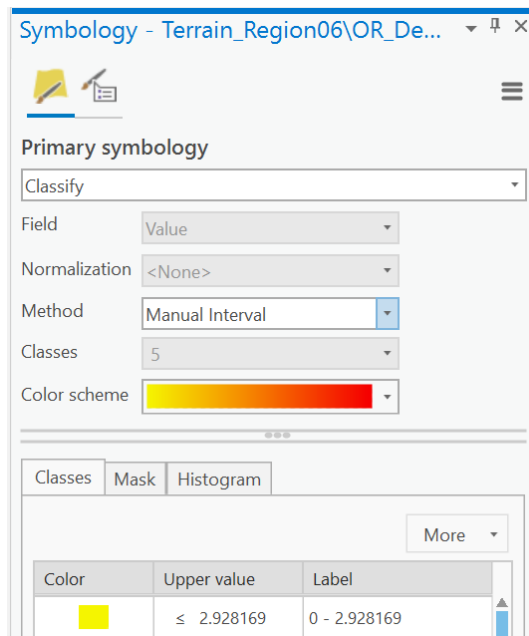 Symbology - Terrain_Region06\OR_De...
Primary symbology
Classify
Field Value
Normalization <None>
Method Manual Interval
Classes 5
Color scheme
Classes Mask Histogram
More
Color Upper value Label
≤ 2.928169 0 - 2.928169